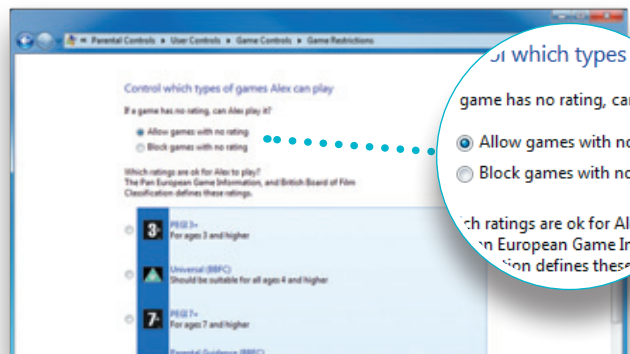 Parental Controls ▸ User Controls ▸ Game Controls ▸ Game Restrictions
Control which types of games Alex can play
If a game has no rating, can Alex play it?
Allow games with no rating
Block games with no rating
Which ratings are ok for Alex to play?
The Pan European Game Information, and British Board of Film
Classification defines these ratings.
3+
PEGI 3+
For ages 3 and higher
Universal (BBFC)
Should be suitable for all ages 4 and higher
7+
PEGI 7+
For ages 7 and higher
Parental Guidance (BBFC)
ol which types
game has no rating, can
Allow games with no
Block games with no
ch ratings are ok for Al
an European Game In
tion defines these